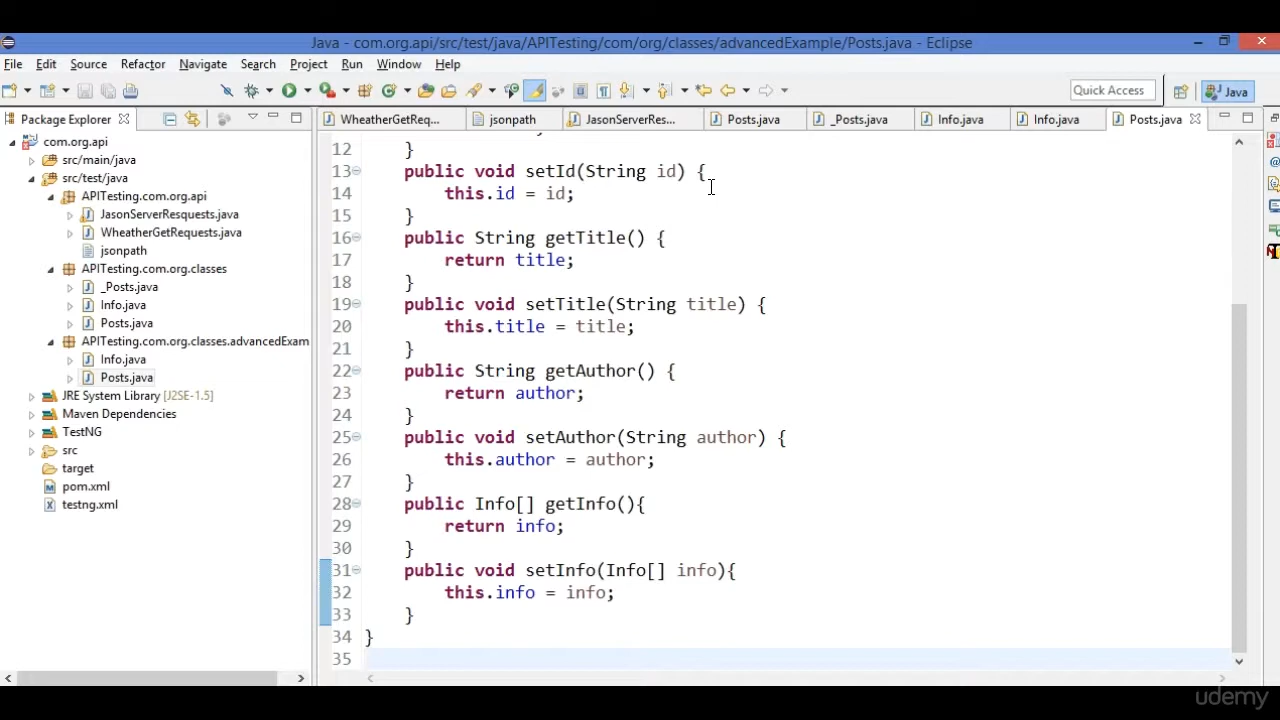 Java - com.org.api/src/test/java/APITesting/com/org/classes/advancedExample/Posts.java - Eclipse
File Edit Source Refactor Navigate Search Project Run Window Help
Quick Access
Java
Package Explorer
WheatherGetReq...
jsonpath
JasonServerRes...
Posts.java
_Posts.java
Info.java
Info.java
Posts.java
com.org.api
src/main/java
src/test/java
APITesting.com.org.api
JasonServerResquests.java
WheatherGetRequests.java
jsonpath
APITesting.com.org.classes
_Posts.java
Info.java
Posts.java
APITesting.com.org.classes.advancedExam
Info.java
Posts.java
JRE System Library [J2SE-1.5]
Maven Dependencies
TestNG
src
target
pom.xml
testng.xml
12 }
13 public void setId(String id) {
14 this.id = id;
15 }
16 public String getTitle() {
17 return title;
18 }
19 public void setTitle(String title) {
20 this.title = title;
21 }
22 public String getAuthor() {
23 return author;
24 }
25 public void setAuthor(String author) {
26 this.author = author;
27 }
28 public Info[] getInfo(){
29 return info;
30 }
31 public void setInfo(Info[] info){
32 this.info = info;
33 }
34 }
35
udemy